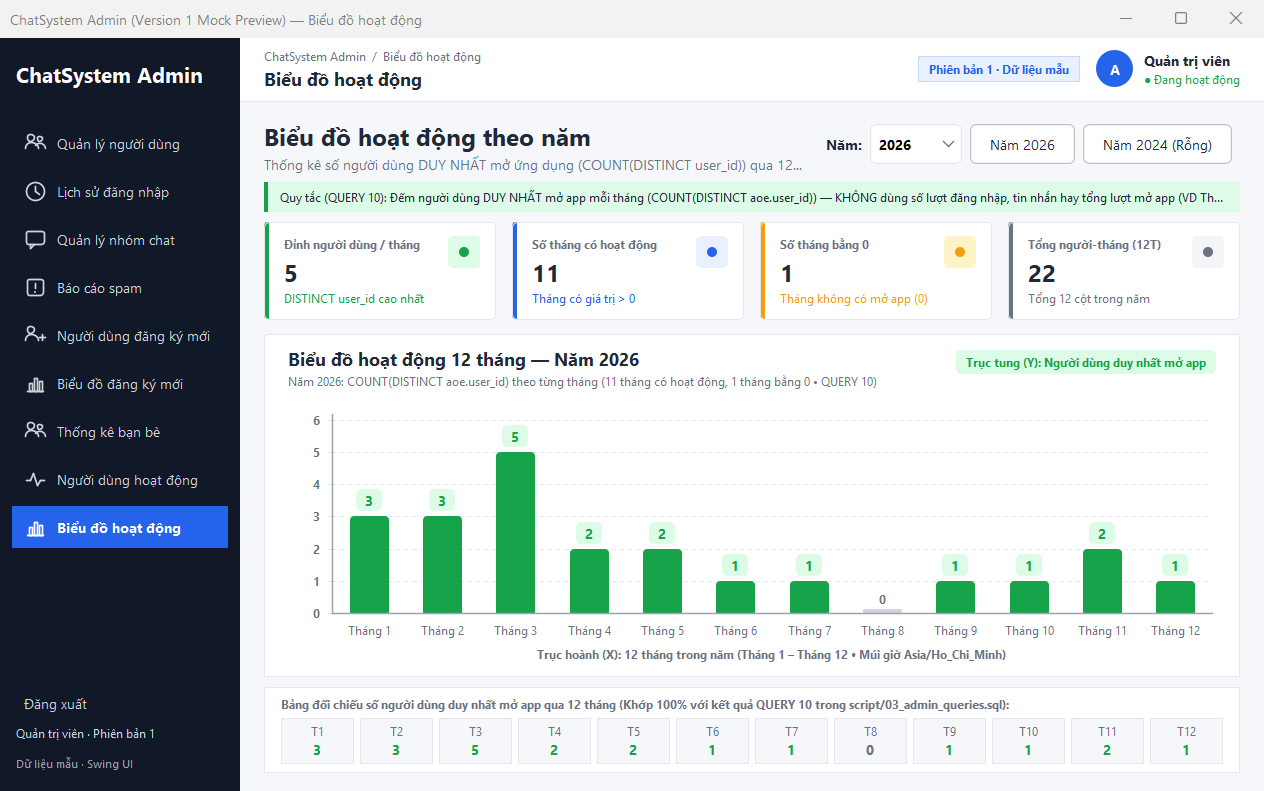 ChatSystem Admin (Version 1 Mock Preview) — Biểu đồ hoạt động
ChatSystem Admin
Quản lý người dùng
Lịch sử đăng nhập
Quản lý nhóm chat
Báo cáo spam
Người dùng đăng ký mới
Biểu đồ đăng ký mới
Thống kê bạn bè
Người dùng hoạt động
Biểu đồ hoạt động
Đăng xuất
Quản trị viên · Phiên bản 1
Dữ liệu mẫu · Swing UI
ChatSystem Admin / Biểu đồ hoạt động
Biểu đồ hoạt động
Phiên bản 1 · Dữ liệu mẫu
A
Quản trị viên
● Đang hoạt động
Biểu đồ hoạt động theo năm
Thống kê số người dùng DUY NHẤT mở ứng dụng (COUNT(DISTINCT user_id)) qua 12...
Năm:
2026
Năm 2026
Năm 2024 (Rỗng)
Quy tắc (QUERY 10): Đếm người dùng DUY NHẤT mở app mỗi tháng (COUNT(DISTINCT aoe.user_id)) — KHÔNG dùng số lượt đăng nhập, tin nhắn hay tổng lượt mở app (VD Th...
Đỉnh người dùng / tháng
5
DISTINCT user_id cao nhất
Số tháng có hoạt động
11
Tháng có giá trị > 0
Số tháng bằng 0
1
Tháng không có mở app (0)
Tổng người-tháng (12T)
22
Tổng 12 cột trong năm
Biểu đồ hoạt động 12 tháng — Năm 2026
Năm 2026: COUNT(DISTINCT aoe.user_id) theo từng tháng (11 tháng có hoạt động, 1 tháng bằng 0 • QUERY 10)
Trục tung (Y): Người dùng duy nhất mở app
6
5
4
3
2
1
0
3
3
5
2
2
1
1
0
1
1
2
1
Tháng 1
Tháng 2
Tháng 3
Tháng 4
Tháng 5
Tháng 6
Tháng 7
Tháng 8
Tháng 9
Tháng 10
Tháng 11
Tháng 12
Trục hoành (X): 12 tháng trong năm (Tháng 1 – Tháng 12 • Múi giờ Asia/Ho_Chi_Minh)
Bảng đối chiếu số người dùng duy nhất mở app qua 12 tháng (Khớp 100% với kết quả QUERY 10 trong script/03_admin_queries.sql):
T1
3
T2
3
T3
5
T4
2
T5
2
T6
1
T7
1
T8
0
T9
1
T10
1
T11
2
T12
1